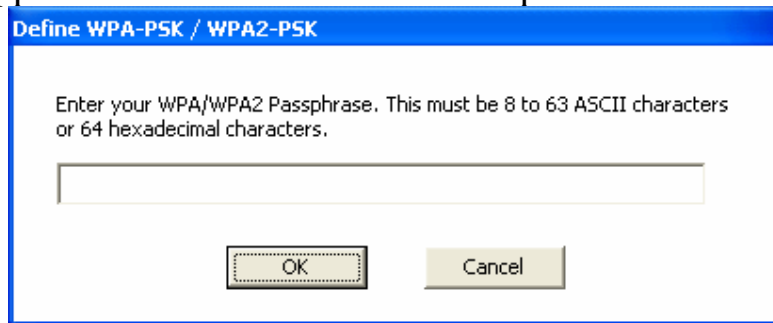 Define WPA-PSK / WPA2-PSK
Enter your WPA/WPA2 Passphrase. This must be 8 to 63 ASCII characters
or 64 hexadecimal characters.
OK
Cancel